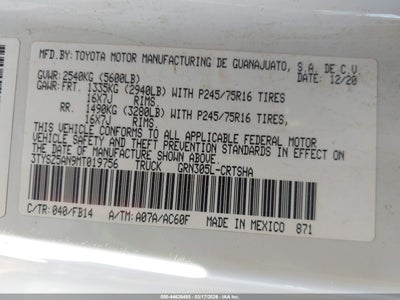 MFD.BY: TOYOTA MOTOR MANUFACTURING DE GUANAJUATO, S.A. DE C.V.
GVWR: 2540KG (5600LB) 12/20
GAWR: FRT. 1335KG (2940LB) WITH P245/75R16 TIRES
16X7J RIMS
RR. 1490KG (3280LB) WITH P245/75R16 TIRES,
16X7J RIMS
THIS VEHICLE CONFORMS TO ALL APPLICABLE FEDERAL MOTOR
VEHICLE SAFETY AND THEFT PREVENTION STANDARDS IN EFFECT ON
THE DATE OF MANUFACTURE SHOWN ABOVE.
3TYSZ5AN9MT019756 TRUCK GRN305L-CRTSHA
C/TR: 040/FB14 A/TM: A07A/AC60F MADE IN MEXICO 871